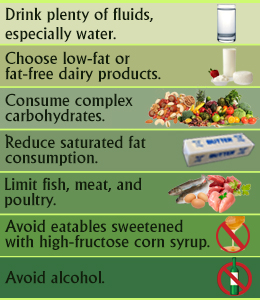 Drink plenty of fluids,
especially water.
Choose low-fat or
fat-free dairy products.
Consume complex
carbohydrates.
Reduce saturated fat
consumption.
BUTTER
Limit fish, meat, and
poultry.
Avoid eatables sweetened
with high-fructose corn syrup.
Avoid alcohol.